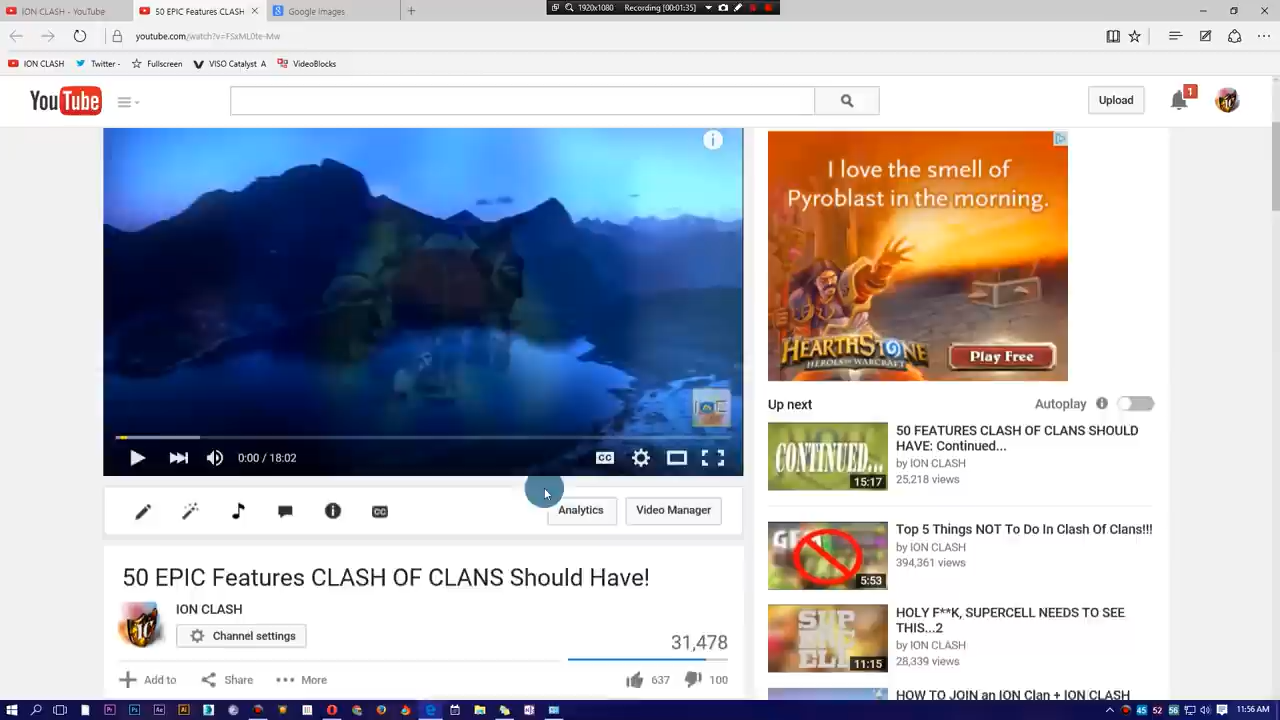 ION CLASH - YouTube
50 EPIC Features CLASH
Google Images
1920x1080
Recording [00:01:35]
youtube.com/watch?v=FSxML0te-Mw
ION CLASH
Twitter -
Fullscreen
VISO Catalyst A
VideoBlocks
YouTube
Upload
1
I love the smell of
Pyroblast in the morning.
HEARTHSTONE
HEROES OF WARCRAFT
Play Free
0:00 / 18:02
CC
Analytics
Video Manager
50 EPIC Features CLASH OF CLANS Should Have!
ION CLASH
Channel settings
31,478
Add to
Share
More
637
100
Up next
Autoplay
CONTINUED...
15:17
50 FEATURES CLASH OF CLANS SHOULD
HAVE: Continued...
by ION CLASH
25,218 views
5:53
Top 5 Things NOT To Do In Clash Of Clans!!!
by ION CLASH
394,361 views
SUP
ELL
11:15
HOLY F**K, SUPERCELL NEEDS TO SEE
THIS...2
by ION CLASH
28,339 views
HOW TO JOIN an ION Clan + ION CLASH
45
52
56
11:56 AM